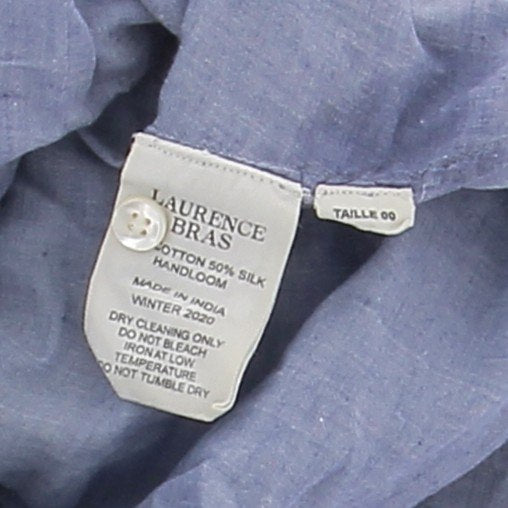 LAURENCE
BRAS
COTTON 50% SILK
HANDLOOM
MADE IN INDIA
WINTER 2020
DRY CLEANING ONLY
DO NOT BLEACH
IRON AT LOW
TEMPERATURE
DO NOT TUMBLE DRY
TAILLE 00